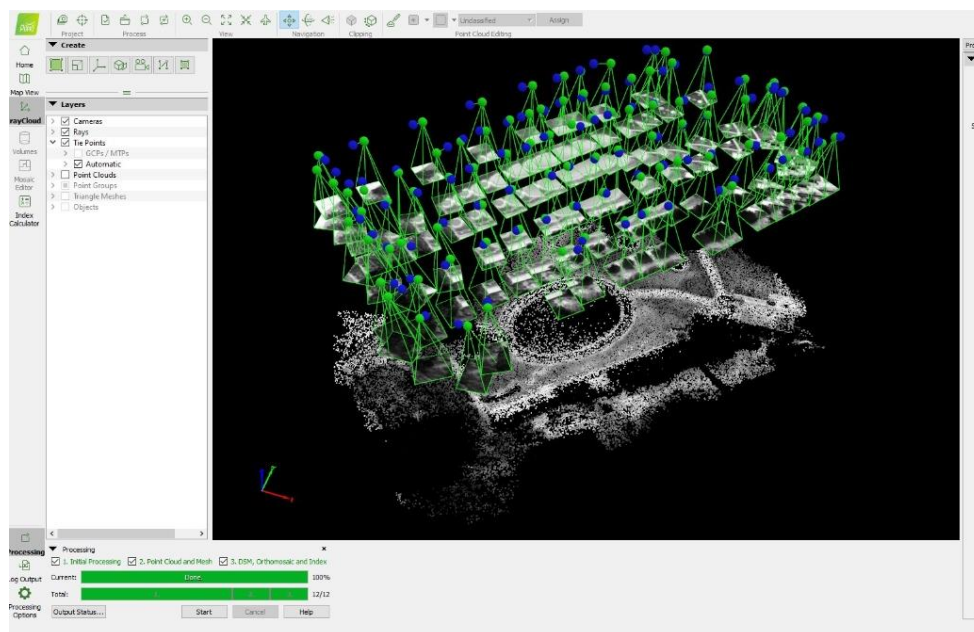 Project
Process
View
Navigation
Clipping
Point Cloud Editing
Unclassified
Assign
Home
Map View
rayCloud
Volumes
Mosaic
Editor
Index
Calculator
Create
Layers
Cameras
Rays
Tie Points
GCPs / MTPs
Automatic
Point Clouds
Point Groups
Triangle Meshes
Objects
Processing
og Output
Processing
Options
Processing
1. Initial Processing 2. Point Cloud and Mesh 3. DSM, Orthomosaic and Index
Current: Done. 100%
Total: 12/12
Output Status... Start Cancel Help